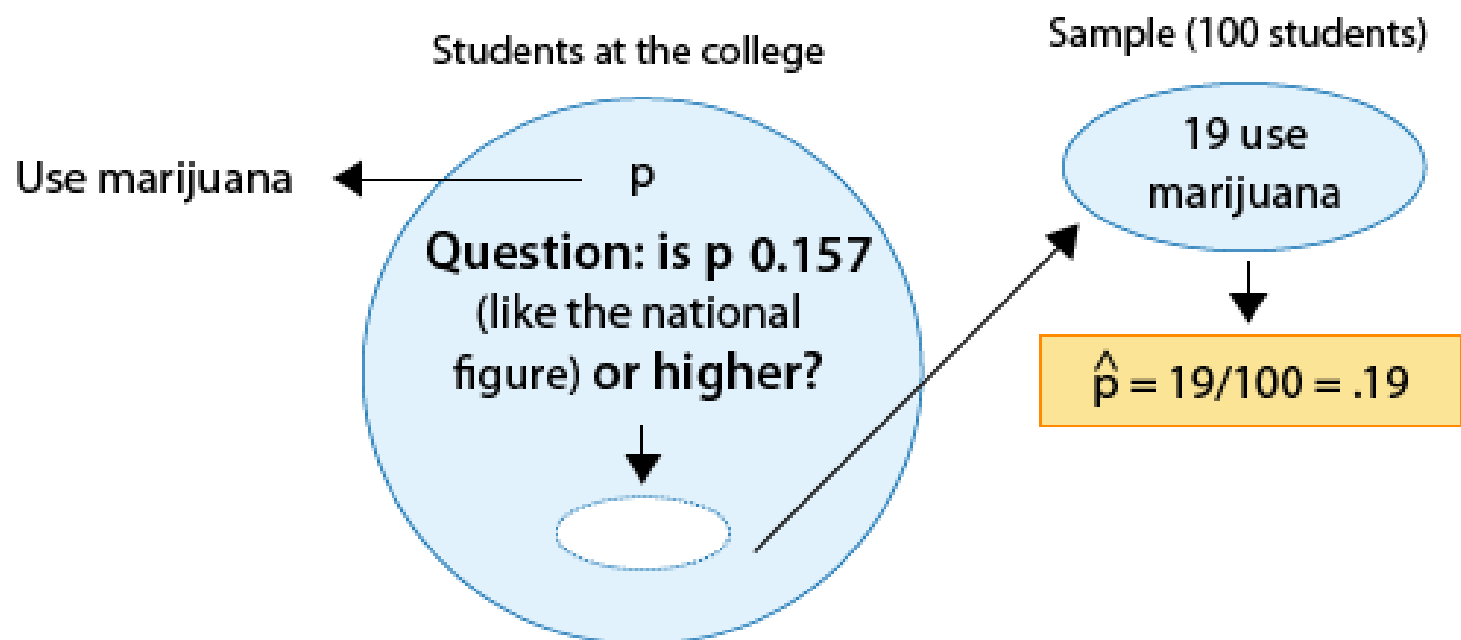 Students at the college
Use marijuana
p
Question: is p 0.157
(like the national
figure) or higher?
Sample (100 students)
19 use
marijuana
p̂ = 19/100 = .19